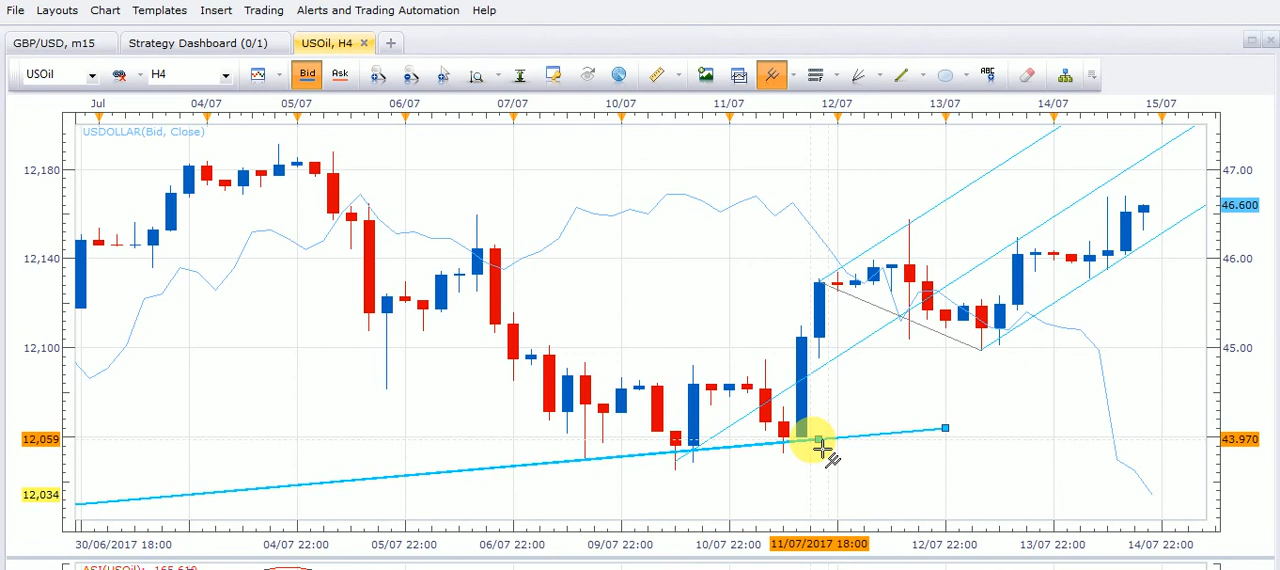 File Layouts Chart Templates Insert Trading Alerts and Trading Automation Help
GBP/USD, m15 Strategy Dashboard (0/1) USOil, H4
USOil H4 Bid Ask ABC
Jul 04/07 05/07 06/07 07/07 10/07 11/07 12/07 13/07 14/07 15/07
USDOLLAR(Bid, Close)
12,180 47.00
46.600
12,140 46.00
12,100 45.00
12,059 43.970
12,034
30/06/2017 18:00 04/07 22:00 05/07 22:00 06/07 22:00 09/07 22:00 10/07 22:00 11/07/2017 18:00 12/07 22:00 13/07 22:00 14/07 22:00